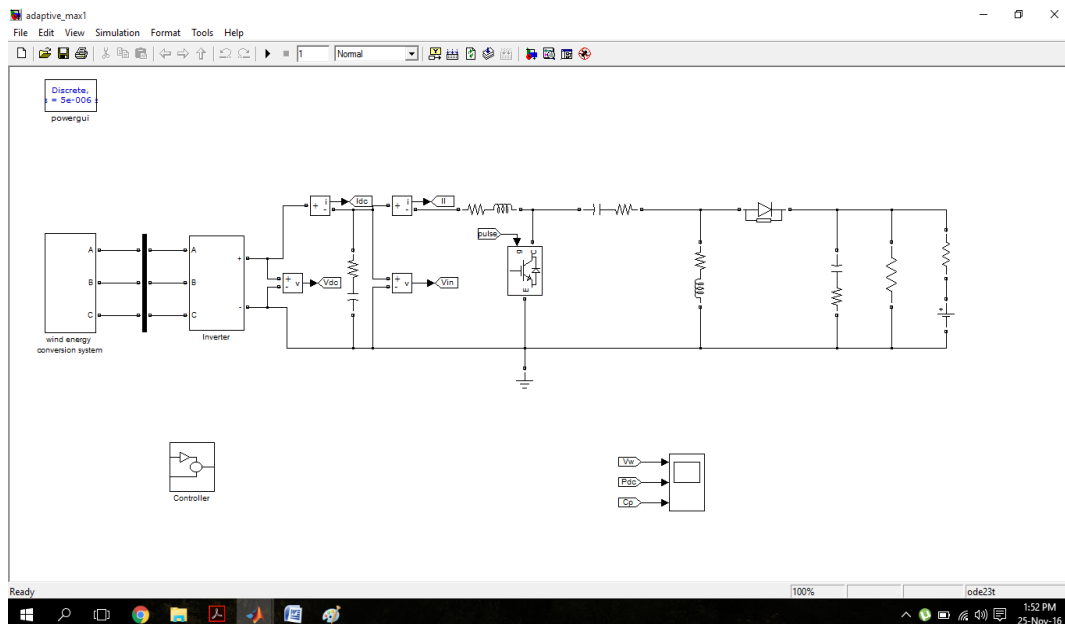 adaptive_max1
File Edit View Simulation Format Tools Help
1 Normal
Discrete,
= 5e-006
powergui
i + - Idc
i + - Il
pulse
g C
E
A A +
B B
C C -
+ - v Vdc
+ - v Vin
+
wind energy
conversion system
Inverter
Controller
Vw
Pdc
Cp
Ready 100% ode23t
1:52 PM
25-Nov-16